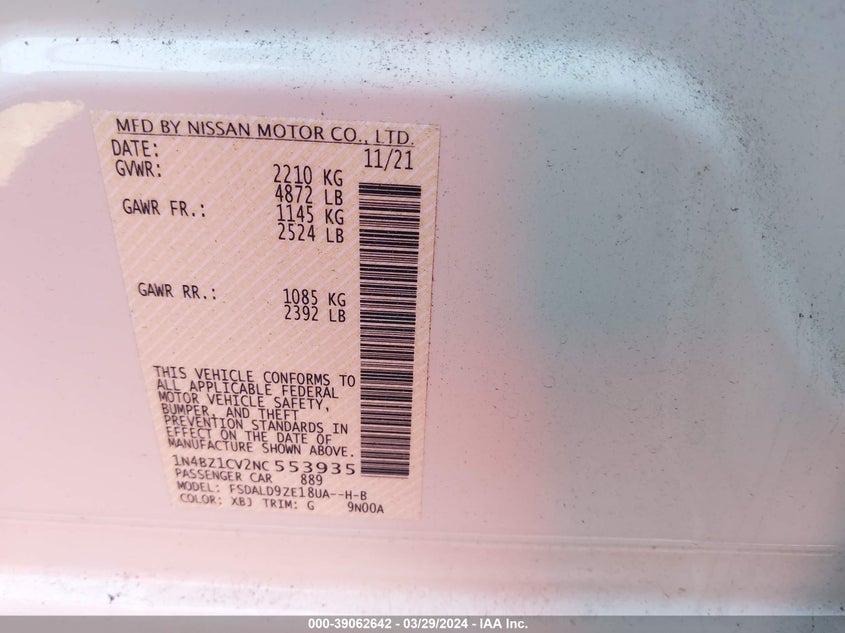 MFD BY NISSAN MOTOR CO., LTD.
DATE: 11/21
GVWR: 2210 KG
4872 LB
GAWR FR.: 1145 KG
2524 LB
GAWR RR.: 1085 KG
2392 LB
THIS VEHICLE CONFORMS TO
ALL APPLICABLE FEDERAL
MOTOR VEHICLE SAFETY,
BUMPER, AND THEFT
PREVENTION STANDARDS IN
EFFECT ON THE DATE OF
MANUFACTURE SHOWN ABOVE.
1N4BZ1CV2NC553935
PASSENGER CAR 889
MODEL: FSDALD9ZE18UA--H-B
COLOR: XBJ TRIM: G 9N00A
000-39062642 / 03/29/2024 - IAA Inc.